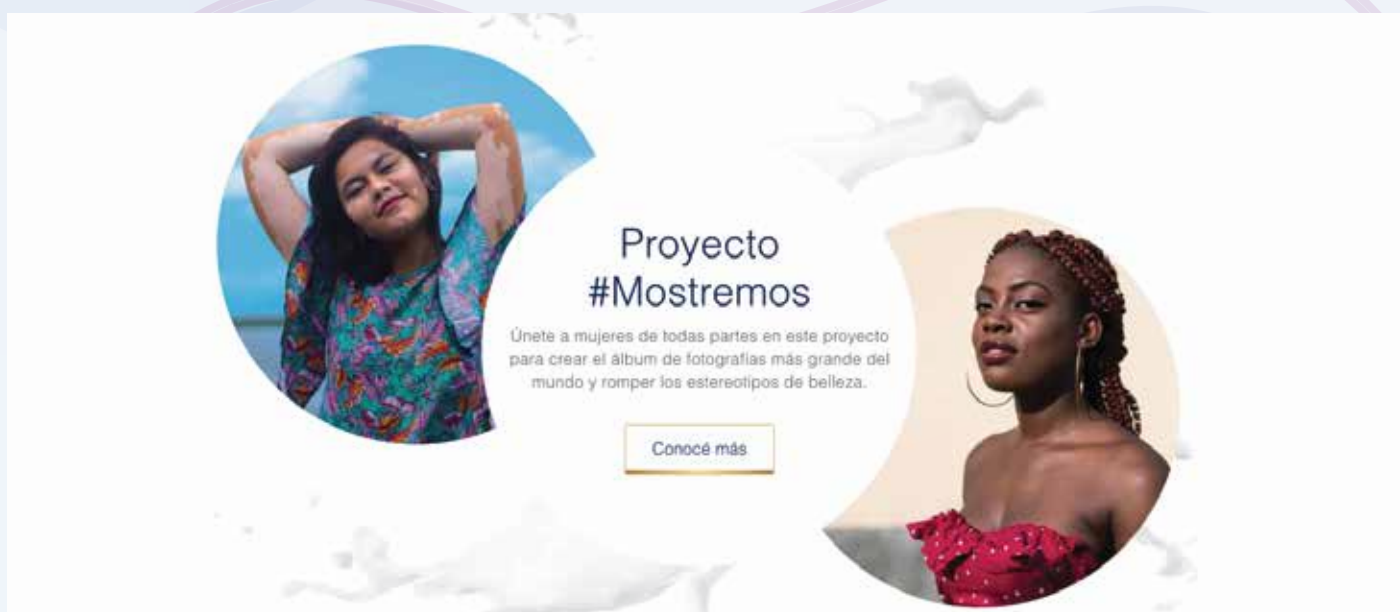 Proyecto
#Mostremos
Únete a mujeres de todas partes en este proyecto
para crear el álbum de fotografías más grande del
mundo y romper los estereotipos de belleza.
Conocé más